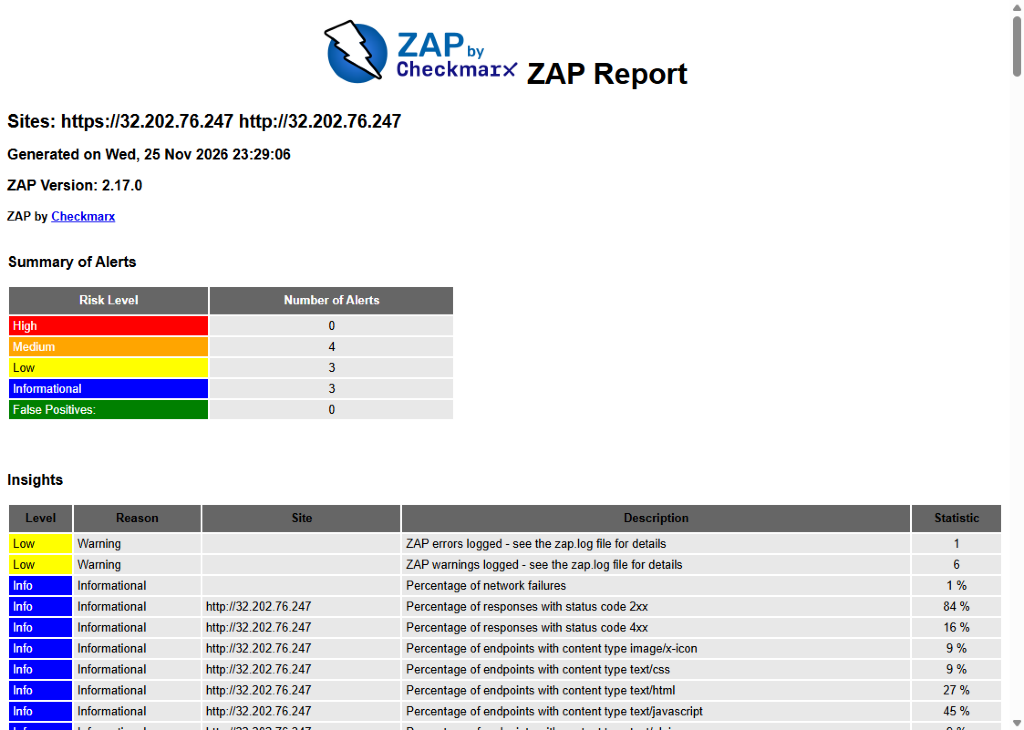 ZAP by
Checkmarx ZAP Report
Sites: https://32.202.76.247 http://32.202.76.247
Generated on Wed, 25 Nov 2026 23:29:06
ZAP Version: 2.17.0
ZAP by Checkmarx
Summary of Alerts
Risk Level Number of Alerts
High 0
Medium 4
Low 3
Informational 3
False Positives: 0
Insights
Level Reason Site Description Statistic
Low Warning ZAP errors logged - see the zap.log file for details 1
Low Warning ZAP warnings logged - see the zap.log file for details 6
Info Informational Percentage of network failures 1 %
Info Informational http://32.202.76.247 Percentage of responses with status code 2xx 84 %
Info Informational http://32.202.76.247 Percentage of responses with status code 4xx 16 %
Info Informational http://32.202.76.247 Percentage of endpoints with content type image/x-icon 9 %
Info Informational http://32.202.76.247 Percentage of endpoints with content type text/css 9 %
Info Informational http://32.202.76.247 Percentage of endpoints with content type text/html 27 %
Info Informational http://32.202.76.247 Percentage of endpoints with content type text/javascript 45 %